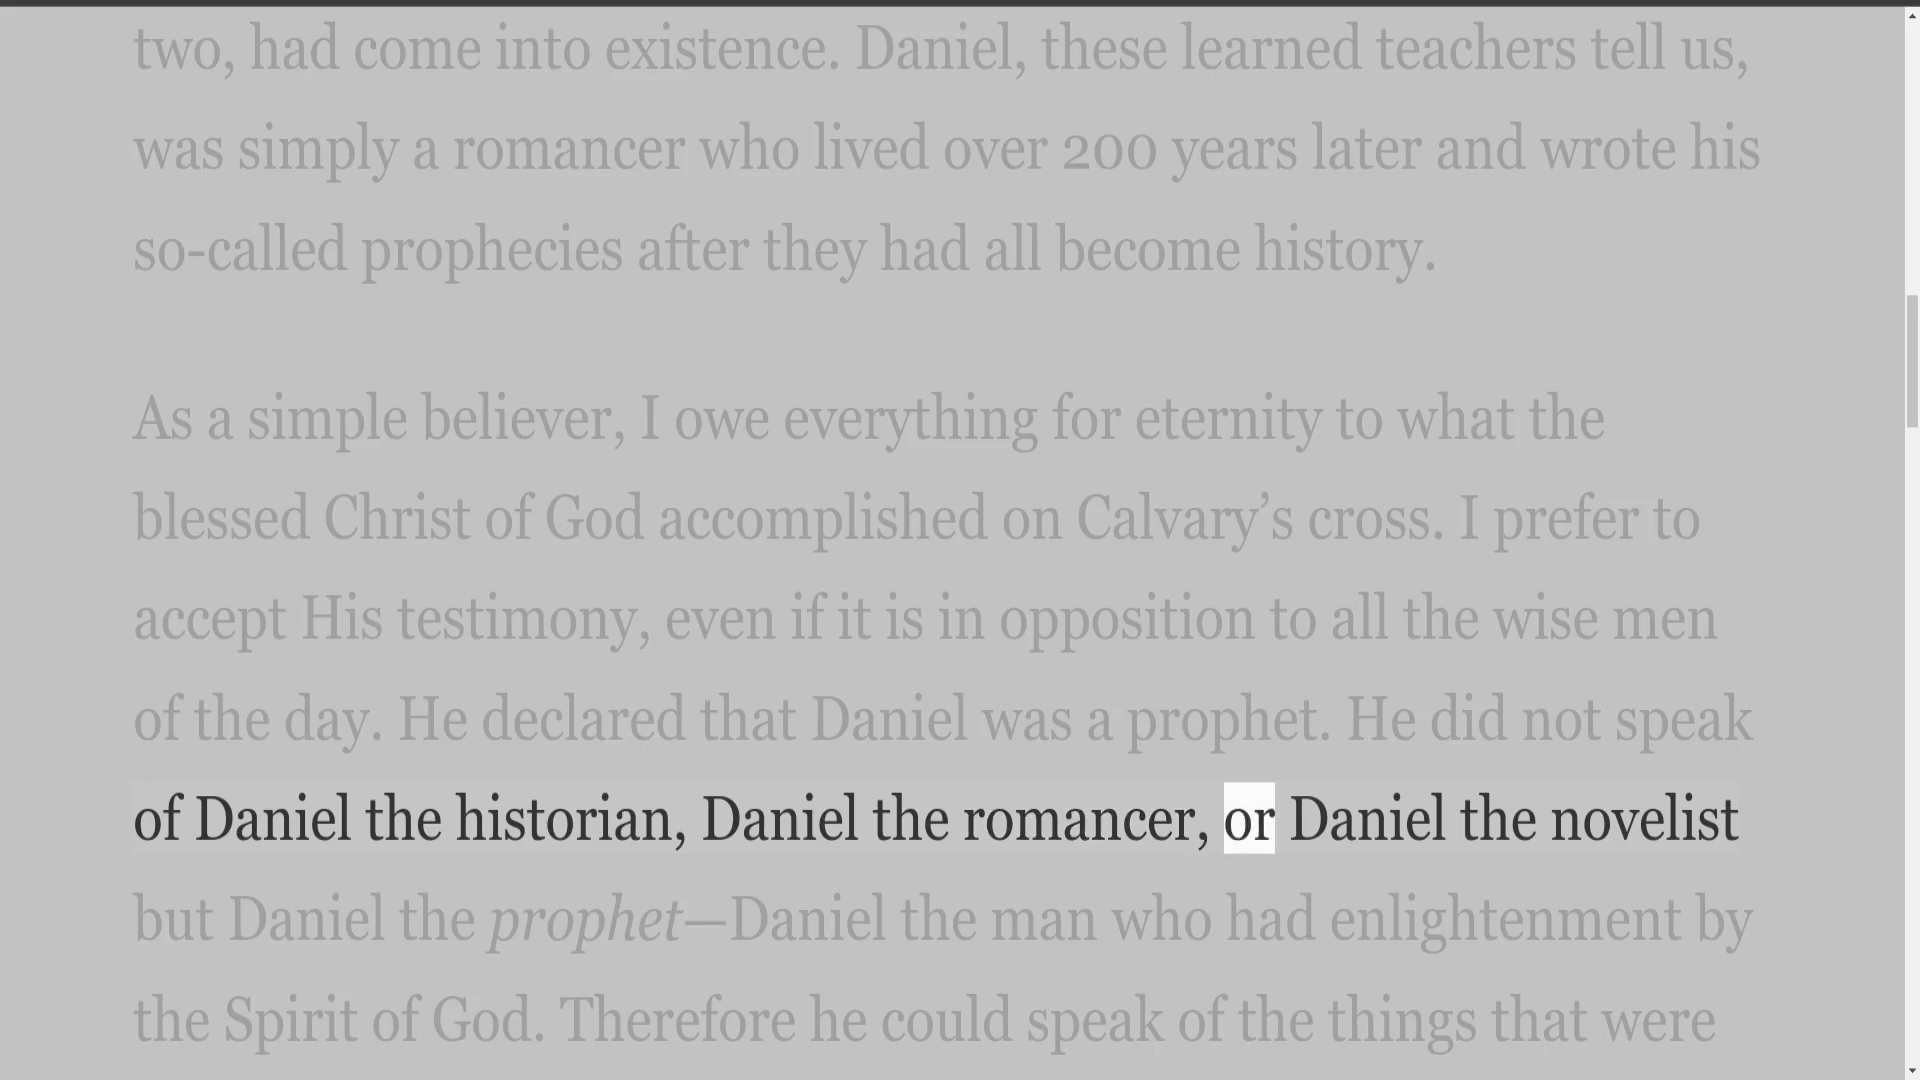 two, had come into existence. Daniel, these learned teachers tell us,
was simply a romancer who lived over 200 years later and wrote his
so-called prophecies after they had all become history.
As a simple believer, I owe everything for eternity to what the
blessed Christ of God accomplished on Calvary’s cross. I prefer to
accept His testimony, even if it is in opposition to all the wise men
of the day. He declared that Daniel was a prophet. He did not speak
of Daniel the historian, Daniel the romancer, or Daniel the novelist
but Daniel the prophet—Daniel the man who had enlightenment by
the Spirit of God. Therefore he could speak of the things that were